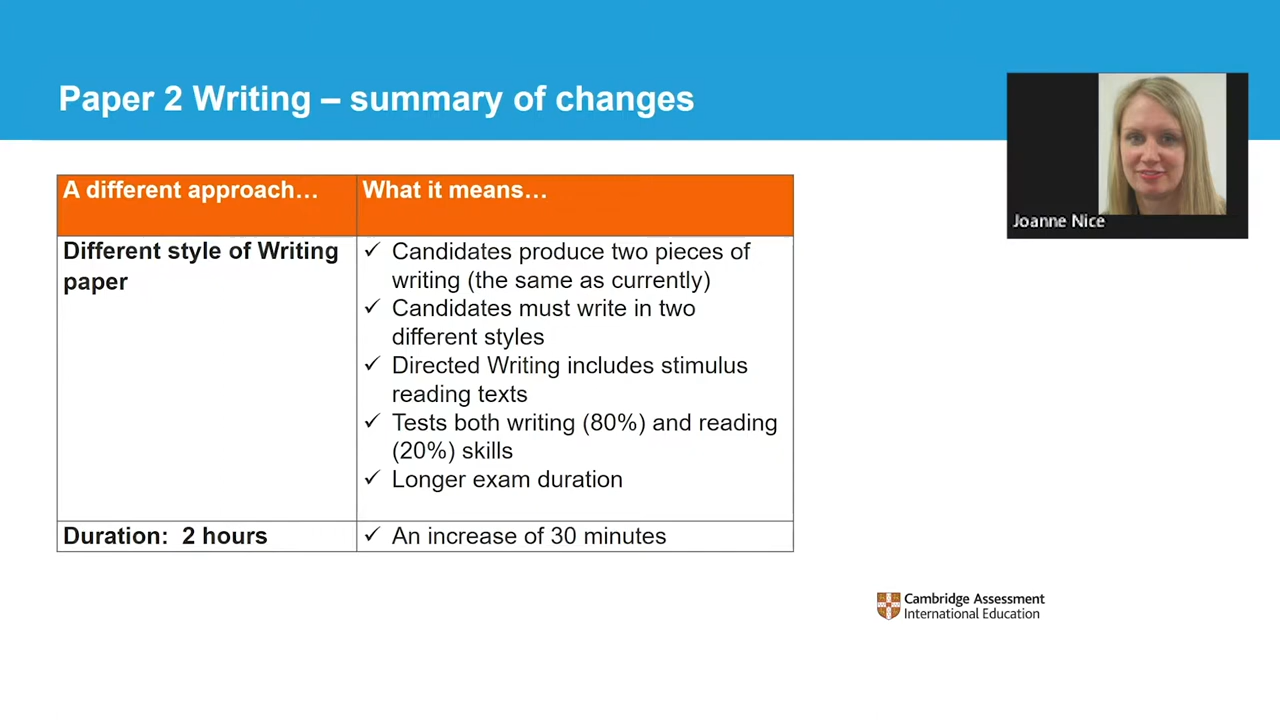 Paper 2 Writing – summary of changes
Joanne Nice
A different approach…
What it means…
Different style of Writing
paper
✓ Candidates produce two pieces of
writing (the same as currently)
✓ Candidates must write in two
different styles
✓ Directed Writing includes stimulus
reading texts
✓ Tests both writing (80%) and reading
(20%) skills
✓ Longer exam duration
Duration: 2 hours
✓ An increase of 30 minutes
Cambridge Assessment
International Education